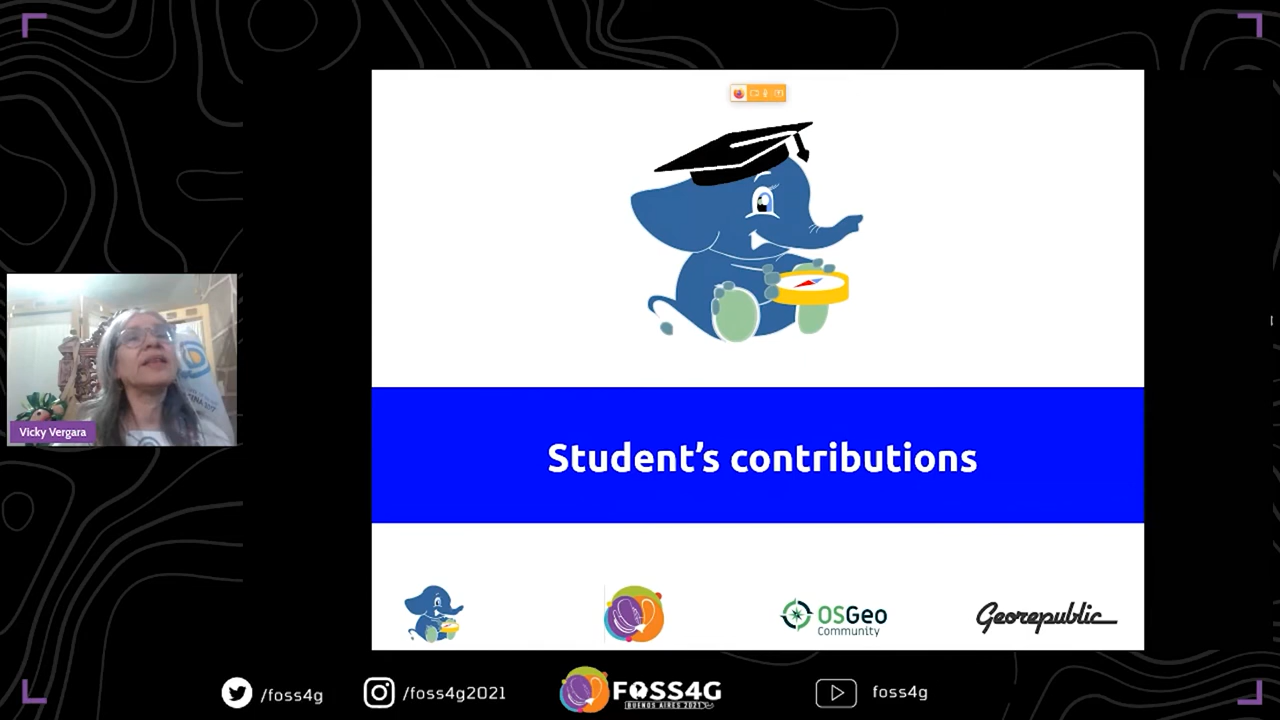 Vicky Vergara
Student's contributions
OSGeo
Community
Georepublic
/foss4g
/foss4g2021
FOSS4G
BUENOS AIRES 2021
foss4g